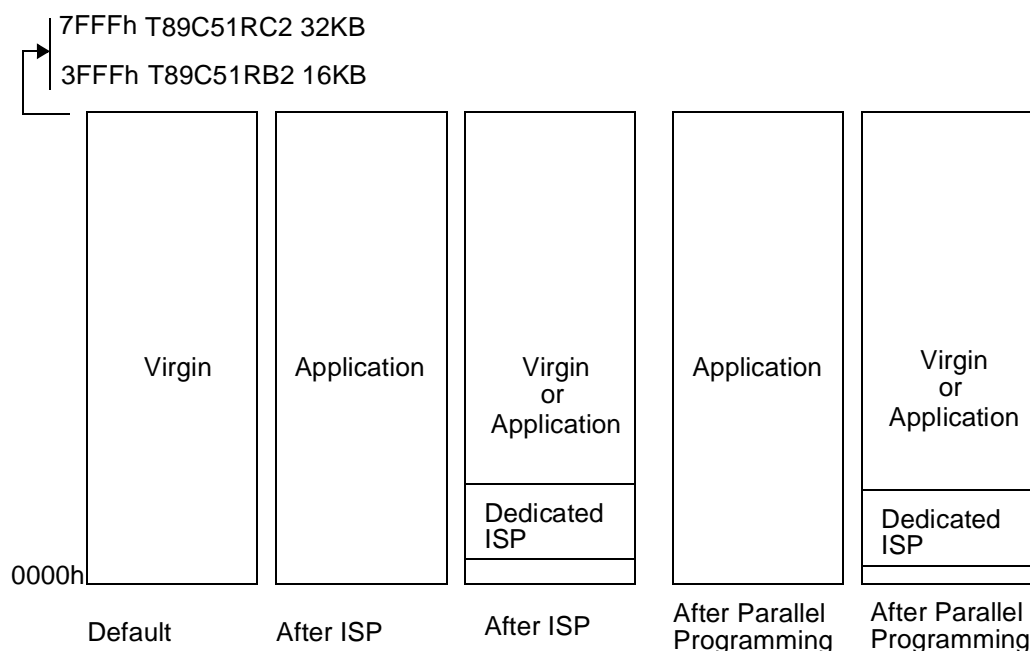 7FFFh T89C51RC2 32KB
3FFFh T89C51RB2 16KB
Virgin
Application
Virgin
or
Application
Application
Virgin
or
Application
Dedicated
ISP
Dedicated
ISP
0000h
Default
After ISP
After ISP
After Parallel
Programming
After Parallel
Programming